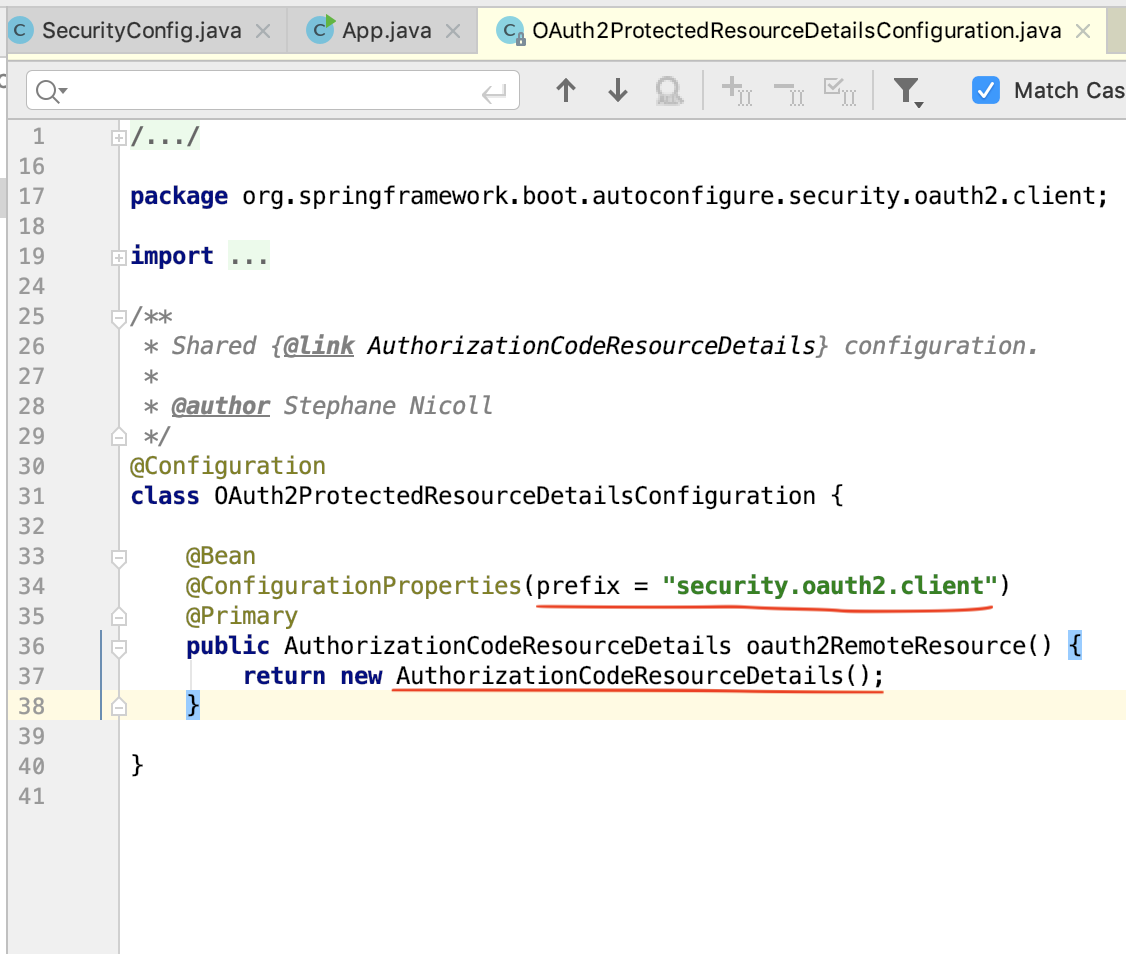 SecurityConfig.java App.java OAuth2ProtectedResourceDetailsConfiguration.java
Match Cas
1 /.../
16
17 package org.springframework.boot.autoconfigure.security.oauth2.client;
18
19 import ...
24
25 /**
26 * Shared {@link AuthorizationCodeResourceDetails} configuration.
27 *
28 * @author Stephane Nicoll
29 */
30 @Configuration
31 class OAuth2ProtectedResourceDetailsConfiguration {
32
33 @Bean
34 @ConfigurationProperties(prefix = "security.oauth2.client")
35 @Primary
36 public AuthorizationCodeResourceDetails oauth2RemoteResource() {
37 return new AuthorizationCodeResourceDetails();
38 }
39
40 }
41